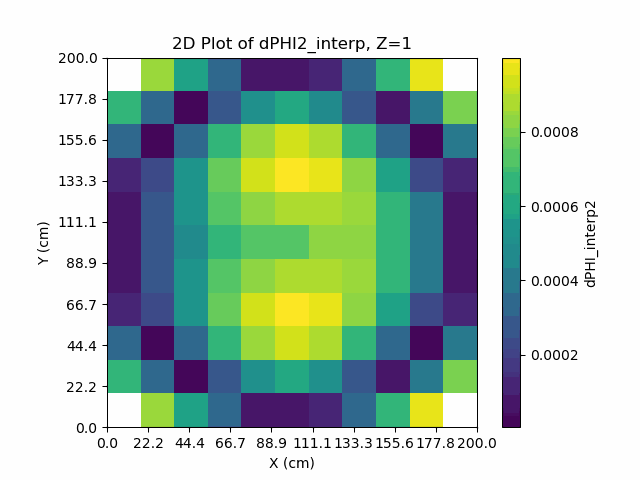 2D Plot of dPHI2_interp, Z=1
200.0
177.8
155.6
133.3
111.1
88.9
66.7
44.4
22.2
0.0
Y (cm)
0.0 22.2 44.4 66.7 88.9 111.1 133.3 155.6 177.8 200.0
X (cm)
0.0008
0.0006
0.0004
0.0002
dPHI_interp2